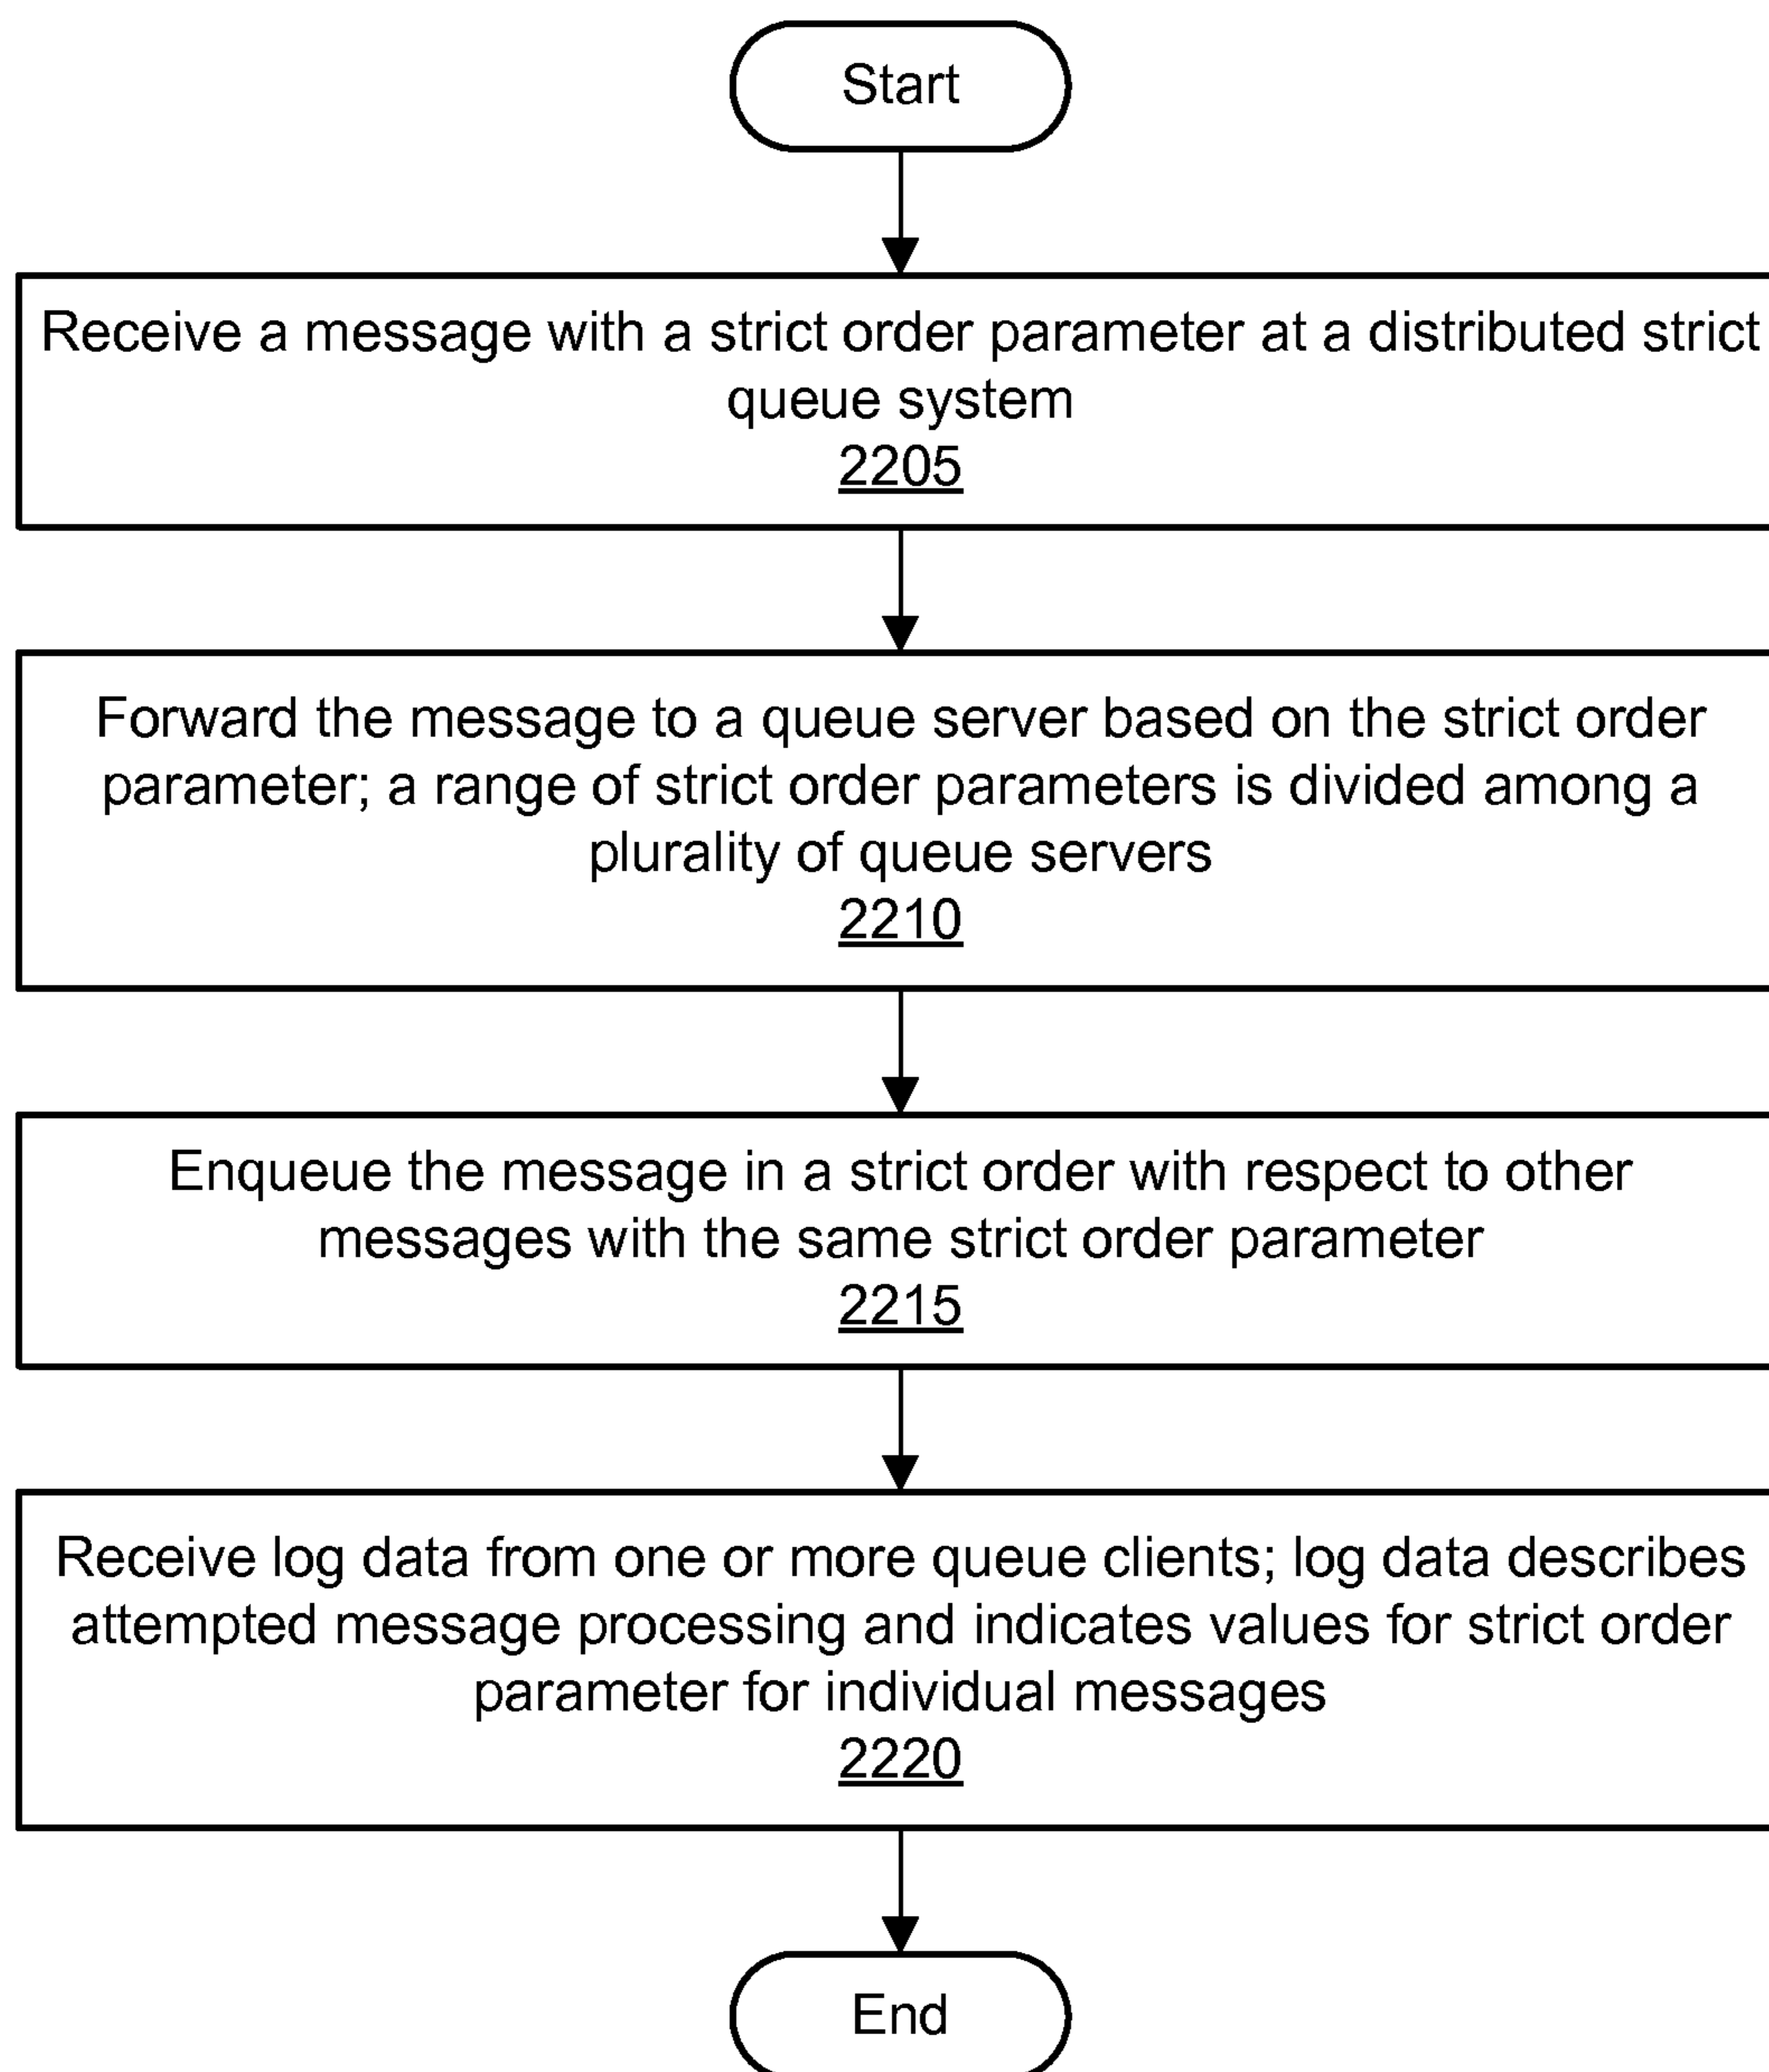 Start
Receive a message with a strict order parameter at a distributed strict
queue system
2205
Forward the message to a queue server based on the strict order
parameter; a range of strict order parameters is divided among a
plurality of queue servers
2210
Enqueue the message in a strict order with respect to other
messages with the same strict order parameter
2215
Receive log data from one or more queue clients; log data describes
attempted message processing and indicates values for strict order
parameter for individual messages
2220
End